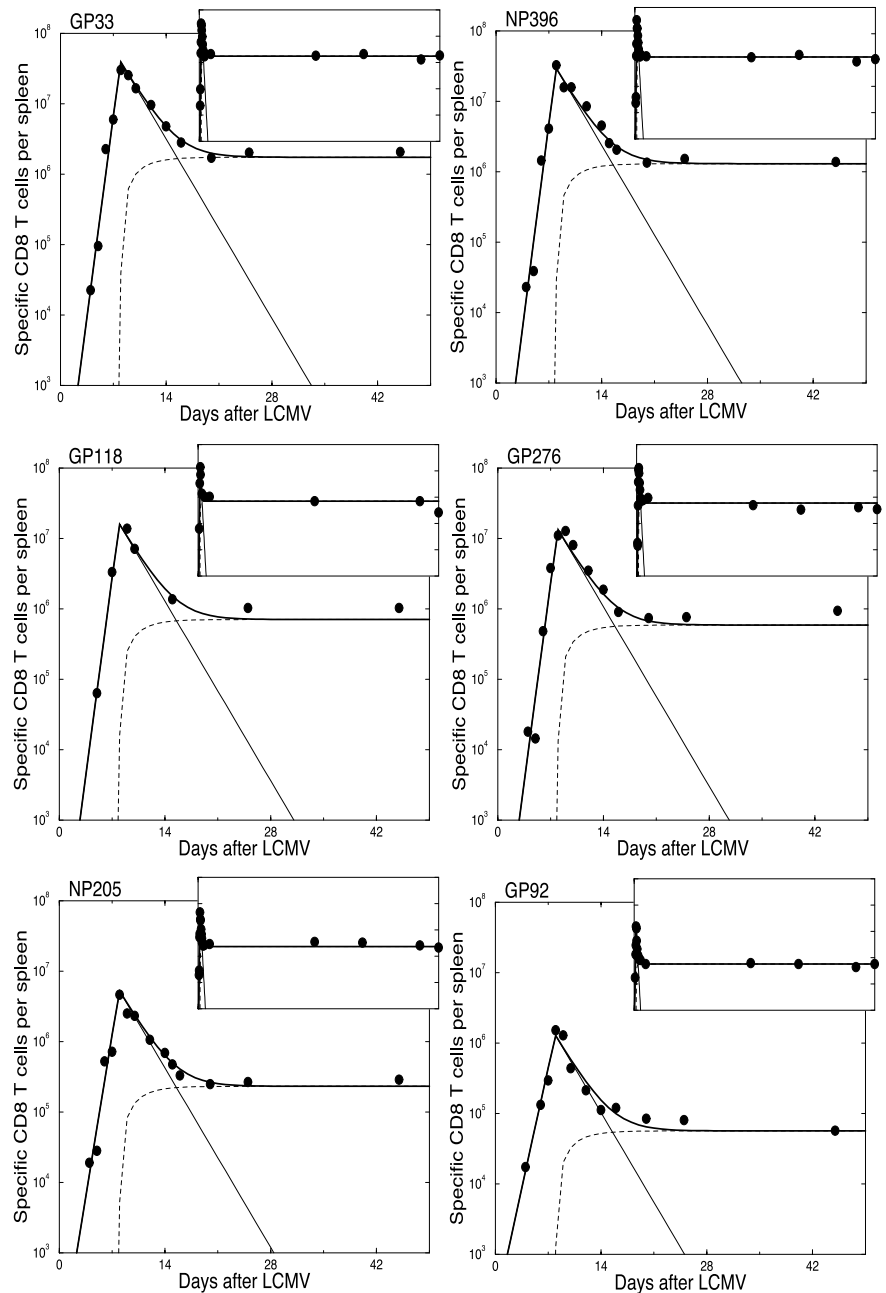 GP33
Specific CD8 T cells per spleen
10^8
10^7
10^6
10^5
10^4
10^3
0 14 28 42
Days after LCMV
NP396
Specific CD8 T cells per spleen
10^8
10^7
10^6
10^5
10^4
10^3
0 14 28 42
Days after LCMV
GP118
Specific CD8 T cells per spleen
10^8
10^7
10^6
10^5
10^4
10^3
0 14 28 42
Days after LCMV
GP276
Specific CD8 T cells per spleen
10^8
10^7
10^6
10^5
10^4
10^3
0 14 28 42
Days after LCMV
NP205
Specific CD8 T cells per spleen
10^8
10^7
10^6
10^5
10^4
10^3
0 14 28 42
Days after LCMV
GP92
Specific CD8 T cells per spleen
10^8
10^7
10^6
10^5
10^4
10^3
0 14 28 42
Days after LCMV